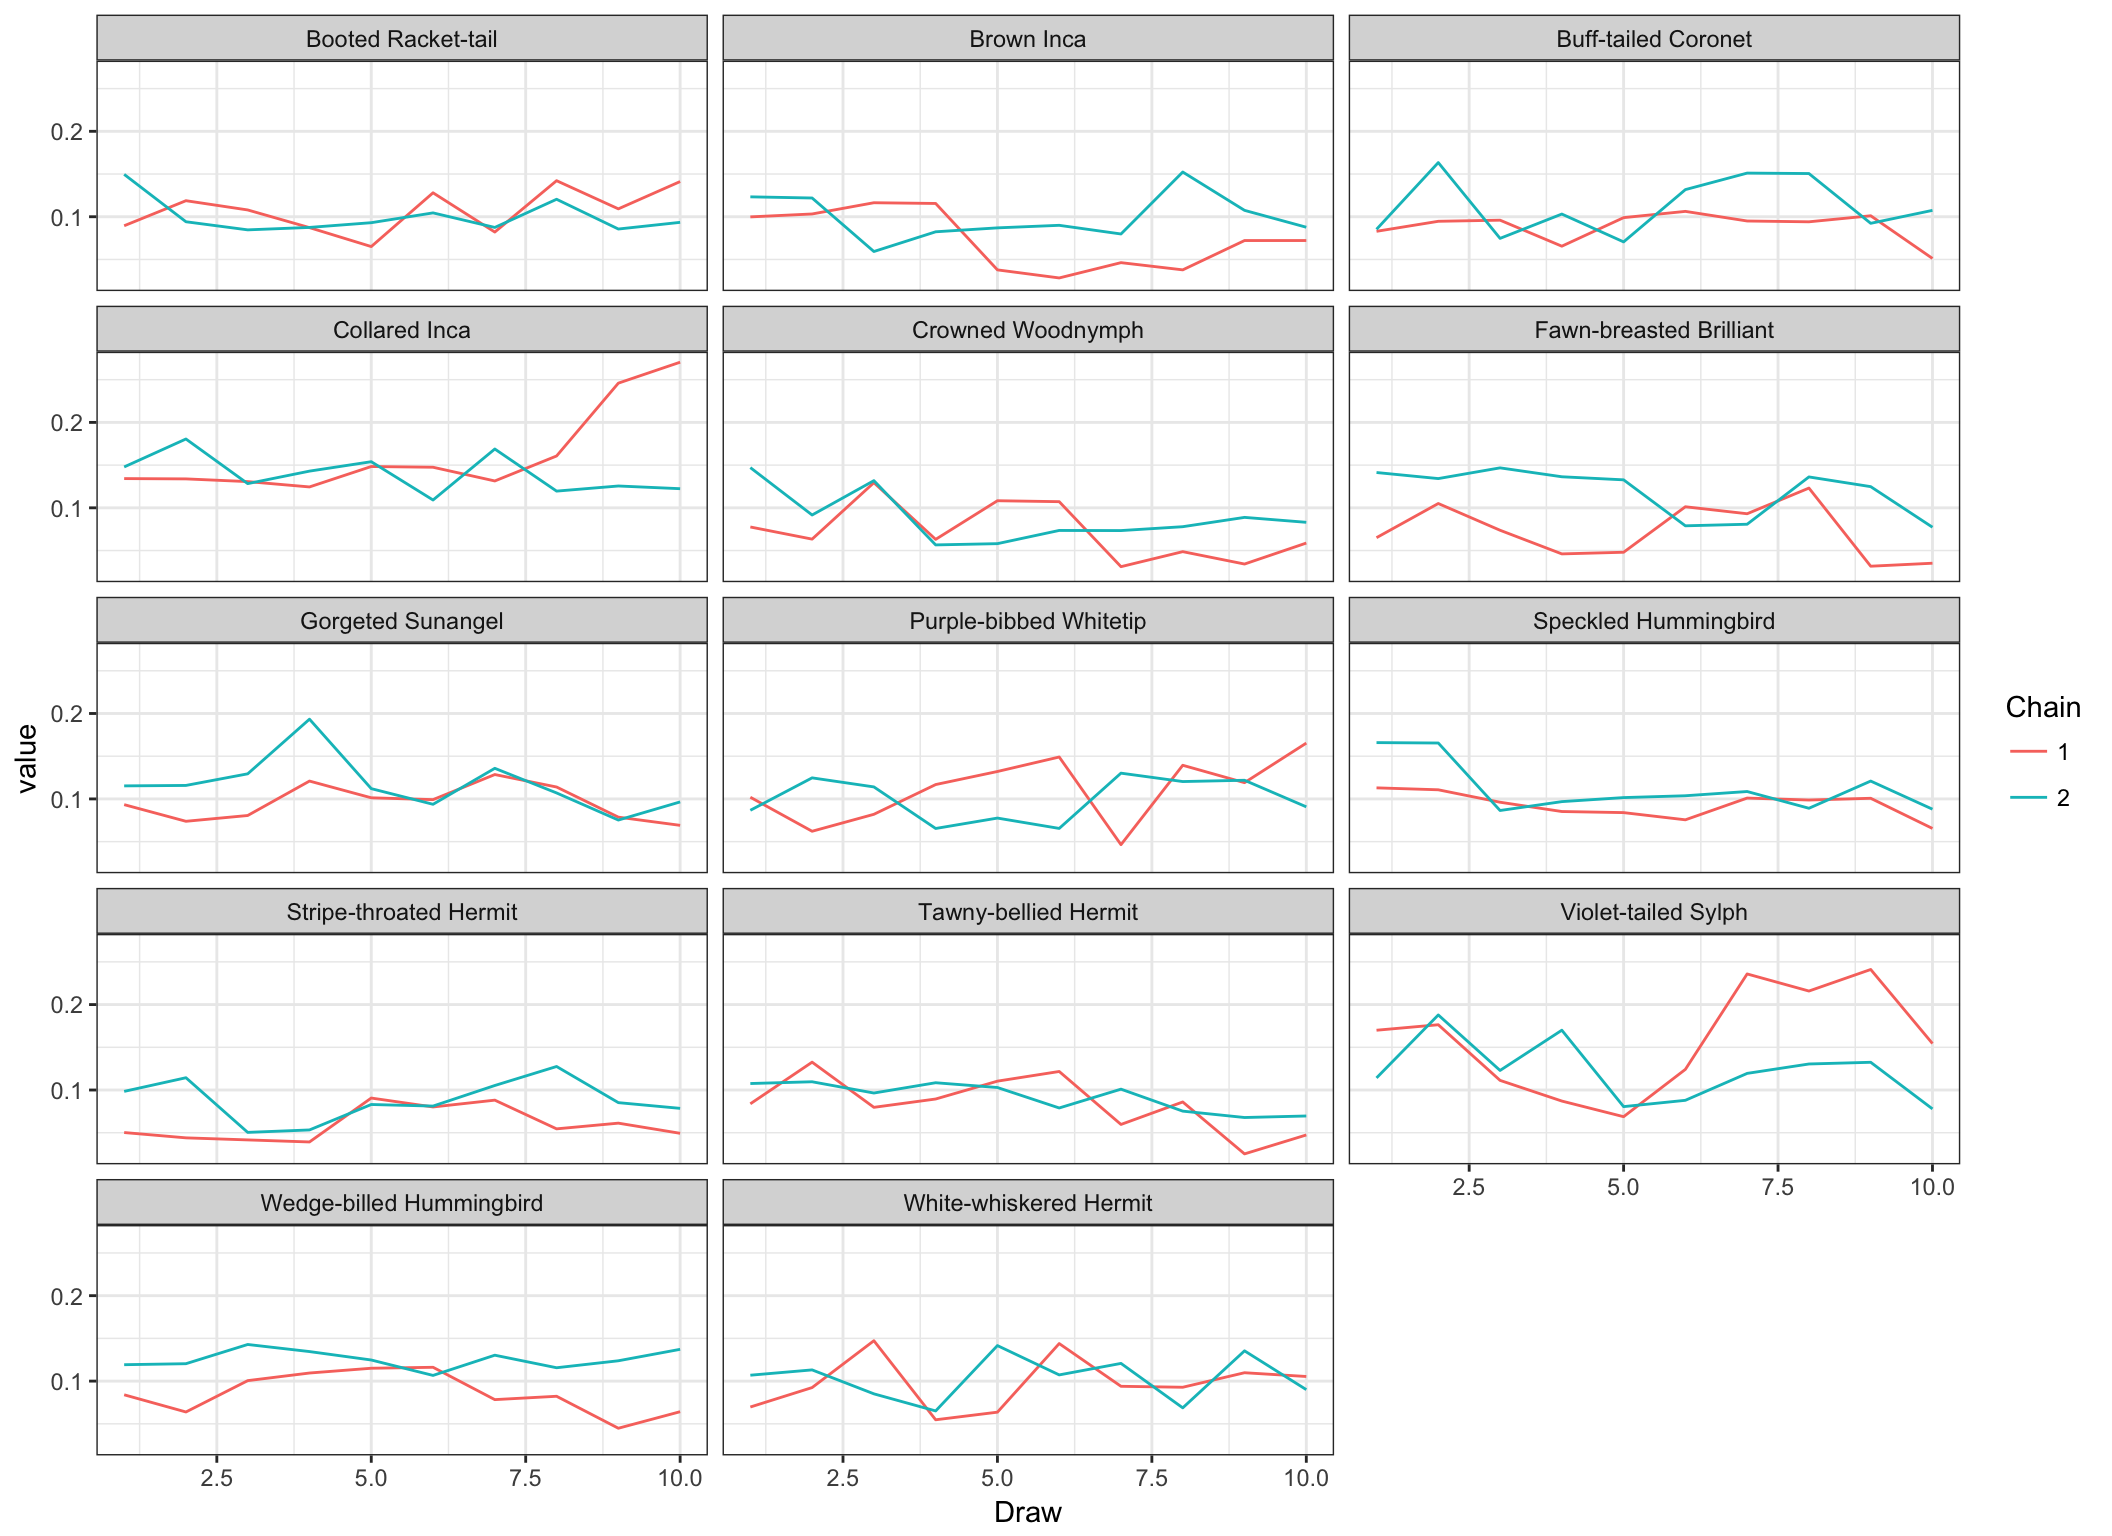 Booted Racket-tail
Brown Inca
Buff-tailed Coronet
0.2
0.1
Collared Inca
Crowned Woodnymph
Fawn-breasted Brilliant
0.2
0.1
Gorgeted Sunangel
Purple-bibbed Whitetip
Speckled Hummingbird
0.2
0.1
value
Chain
1
2
Stripe-throated Hermit
Tawny-bellied Hermit
Violet-tailed Sylph
0.2
0.1
2.5 5.0 7.5 10.0
Wedge-billed Hummingbird
White-whiskered Hermit
0.2
0.1
2.5 5.0 7.5 10.0
2.5 5.0 7.5 10.0
Draw